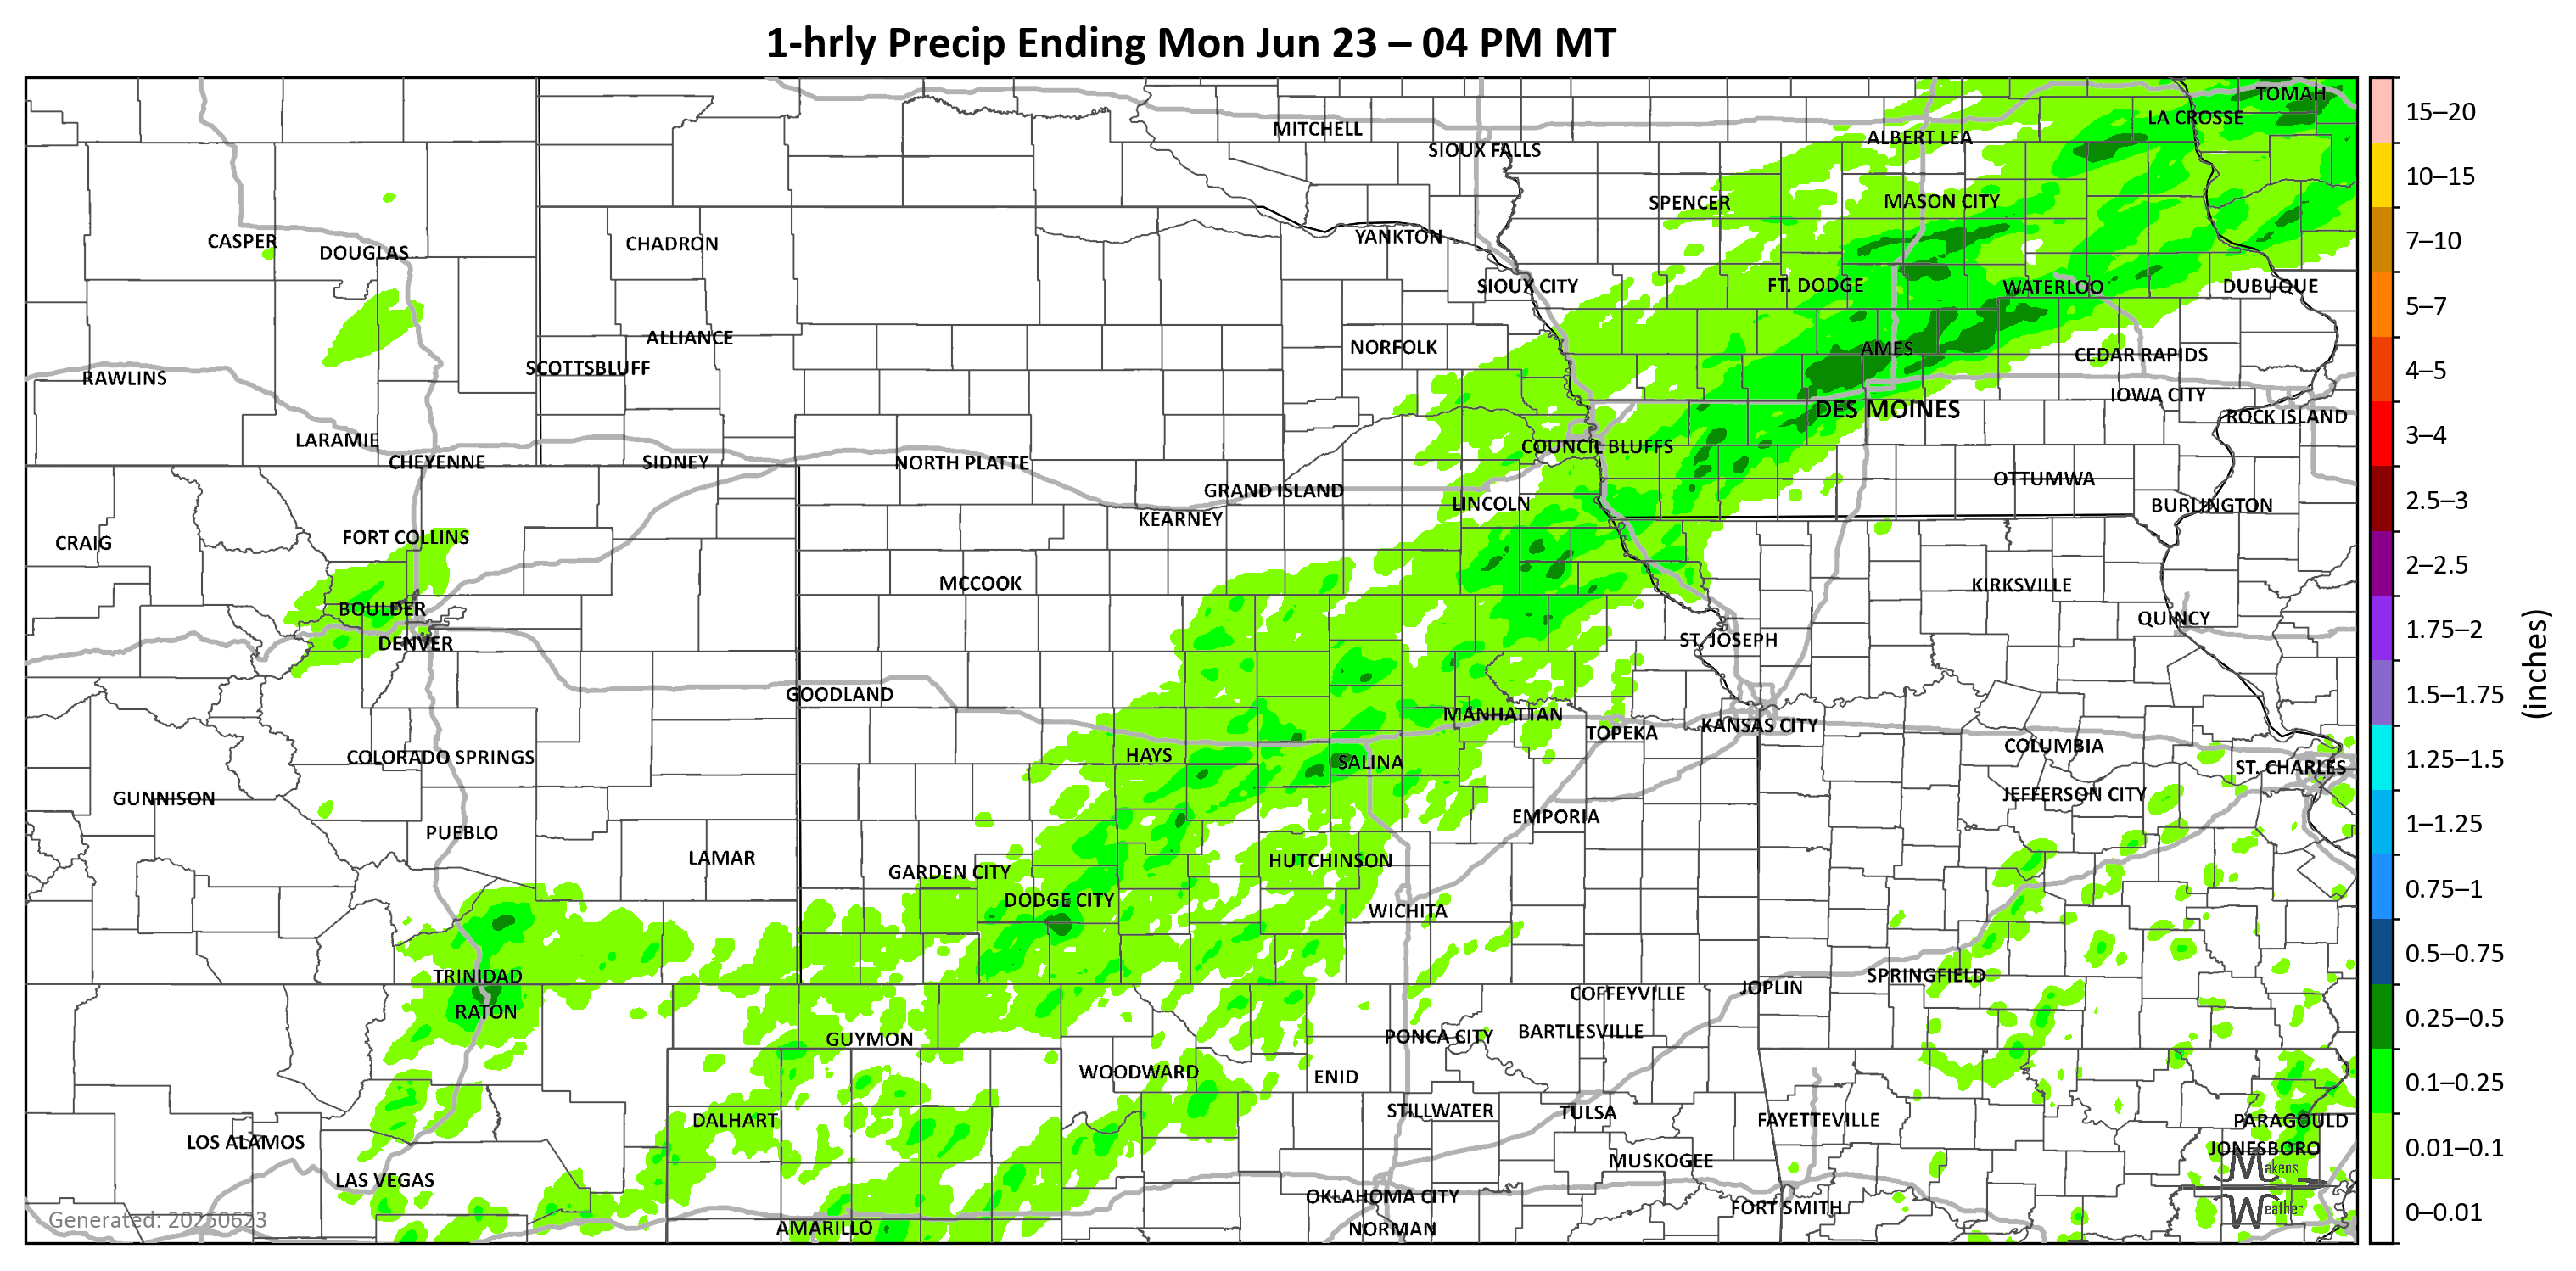 1-hrly Precip Ending Mon Jun 23 – 04 PM MT
TOMAH
LA CROSSE
MITCHELL
ALBERT LEA
SIOUX FALLS
SPENCER
MASON CITY
YANKTON
CASPER
DOUGLAS
CHADRON
SIOUX CITY
FT. DODGE
WATERLOO
DUBUQUE
ALLIANCE
NORFOLK
AMES
CEDAR RAPIDS
SCOTTSBLUFF
RAWLINS
IOWA CITY
DES MOINES
ROCK ISLAND
LARAMIE
COUNCIL BLUFFS
CHEYENNE
SIDNEY
NORTH PLATTE
OTTUMWA
GRAND ISLAND
LINCOLN
BURLINGTON
KEARNEY
FORT COLLINS
CRAIG
MCCOOK
KIRKSVILLE
BOULDER
QUINCY
DENVER
ST. JOSEPH
GOODLAND
MANHATTAN
TOPEKA
KANSAS CITY
COLUMBIA
COLORADO SPRINGS
HAYS
SALINA
ST. CHARLES
GUNNISON
JEFFERSON CITY
EMPORIA
PUEBLO
LAMAR
HUTCHINSON
GARDEN CITY
DODGE CITY
WICHITA
TRINIDAD
SPRINGFIELD
JOPLIN
COFFEYVILLE
RATON
GUYMON
PONCA CITY
BARTLESVILLE
WOODWARD
ENID
DALHART
STILLWATER
TULSA
FAYETTEVILLE
PARAGOULD
LOS ALAMOS
JONESBORO
MUSKOGEE
LAS VEGAS
OKLAHOMA CITY
FORT SMITH
AMARILLO
NORMAN
Generated: 20250623
Makens
Weather
15–20
10–15
7–10
5–7
4–5
3–4
2.5–3
2–2.5
1.75–2
1.5–1.75
1.25–1.5
1–1.25
0.75–1
0.5–0.75
0.25–0.5
0.1–0.25
0.01–0.1
0–0.01
(inches)